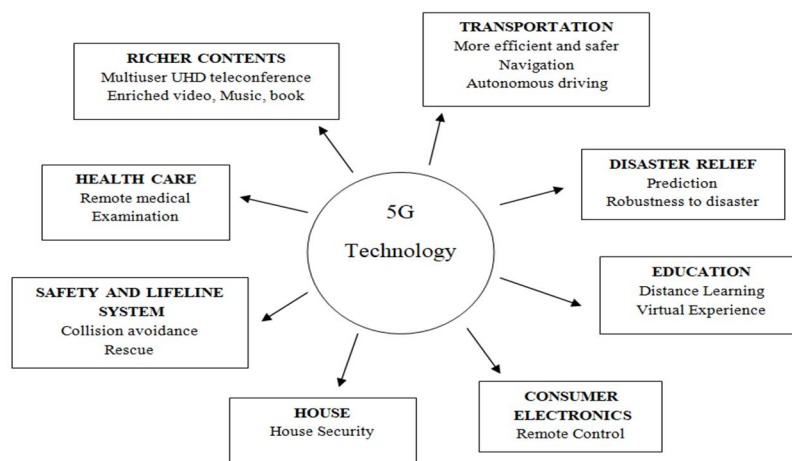 RICHER CONTENTS
Multiuser UHD teleconference
Enriched video, Music, book
TRANSPORTATION
More efficient and safer
Navigation
Autonomous driving
HEALTH CARE
Remote medical
Examination
5G
Technology
DISASTER RELIEF
Prediction
Robustness to disaster
SAFETY AND LIFELINE
SYSTEM
Collision avoidance
Rescue
EDUCATION
Distance Learning
Virtual Experience
HOUSE
House Security
CONSUMER
ELECTRONICS
Remote Control